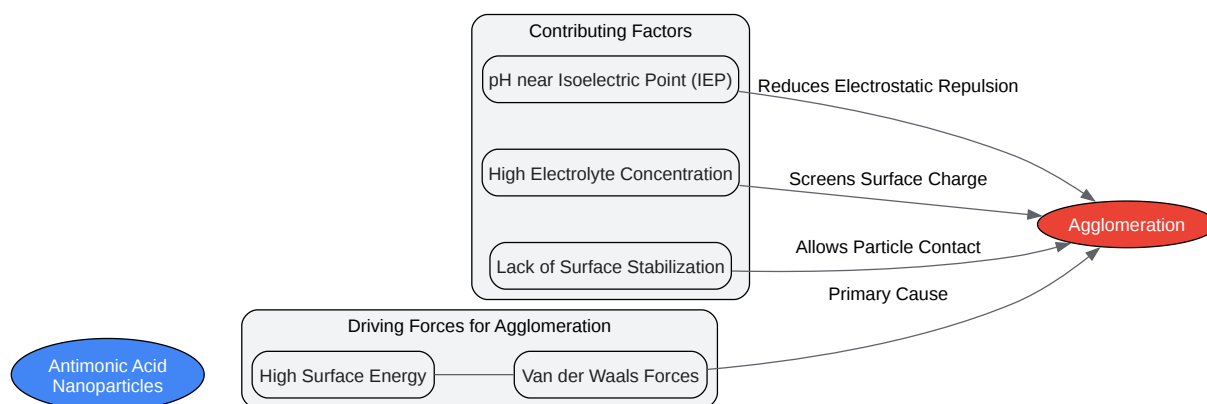 Contributing Factors
pH near Isoelectric Point (IEP)
Reduces Electrostatic Repulsion
High Electrolyte Concentration
Screens Surface Charge
Agglomeration
Lack of Surface Stabilization
Allows Particle Contact
Primary Cause
Driving Forces for Agglomeration
Antimonic Acid
Nanoparticles
High Surface Energy
Van der Waals Forces